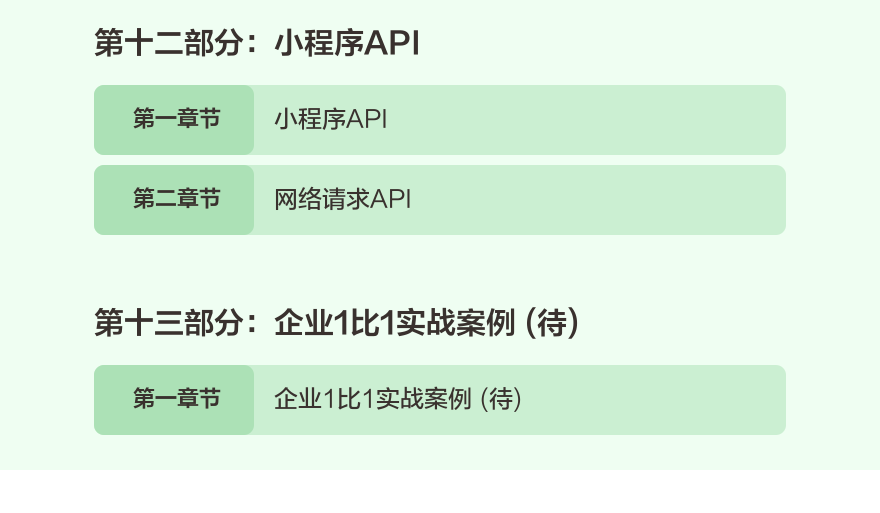 第十二部分：小程序API
第一章节 小程序API
第二章节 网络请求API
第十三部分：企业1比1实战案例 (待)
第一章节 企业1比1实战案例 (待)